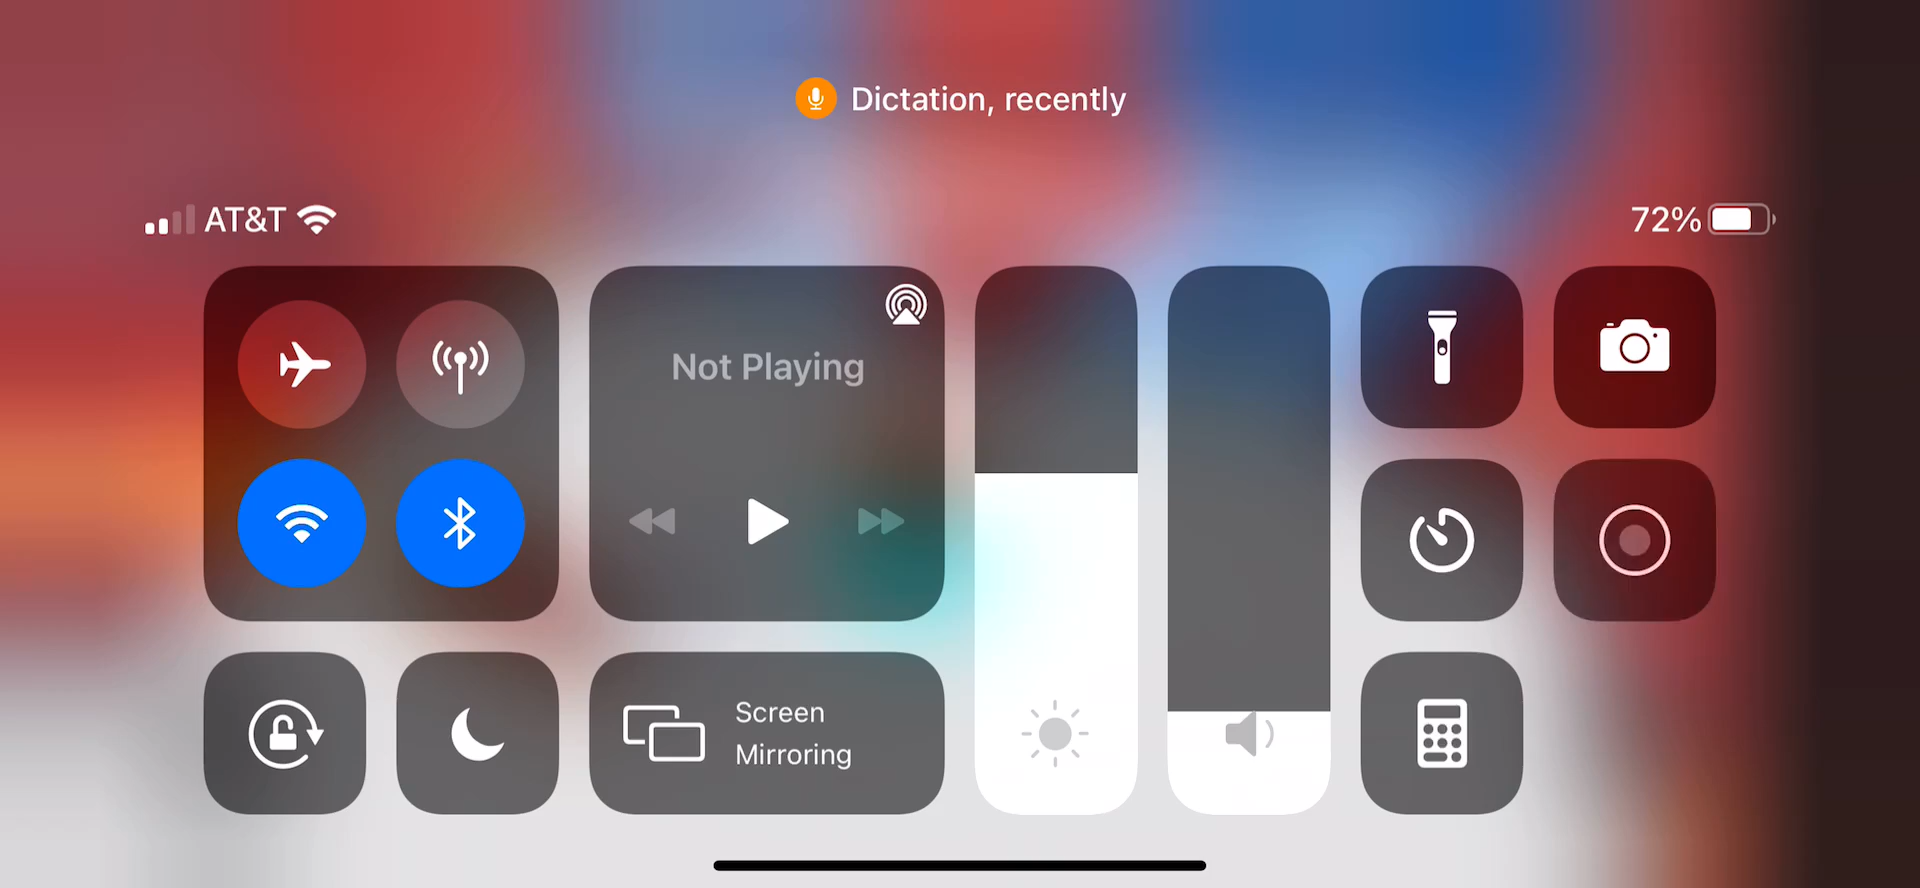 Dictation, recently
AT&T
72%
Not Playing
Screen
Mirroring